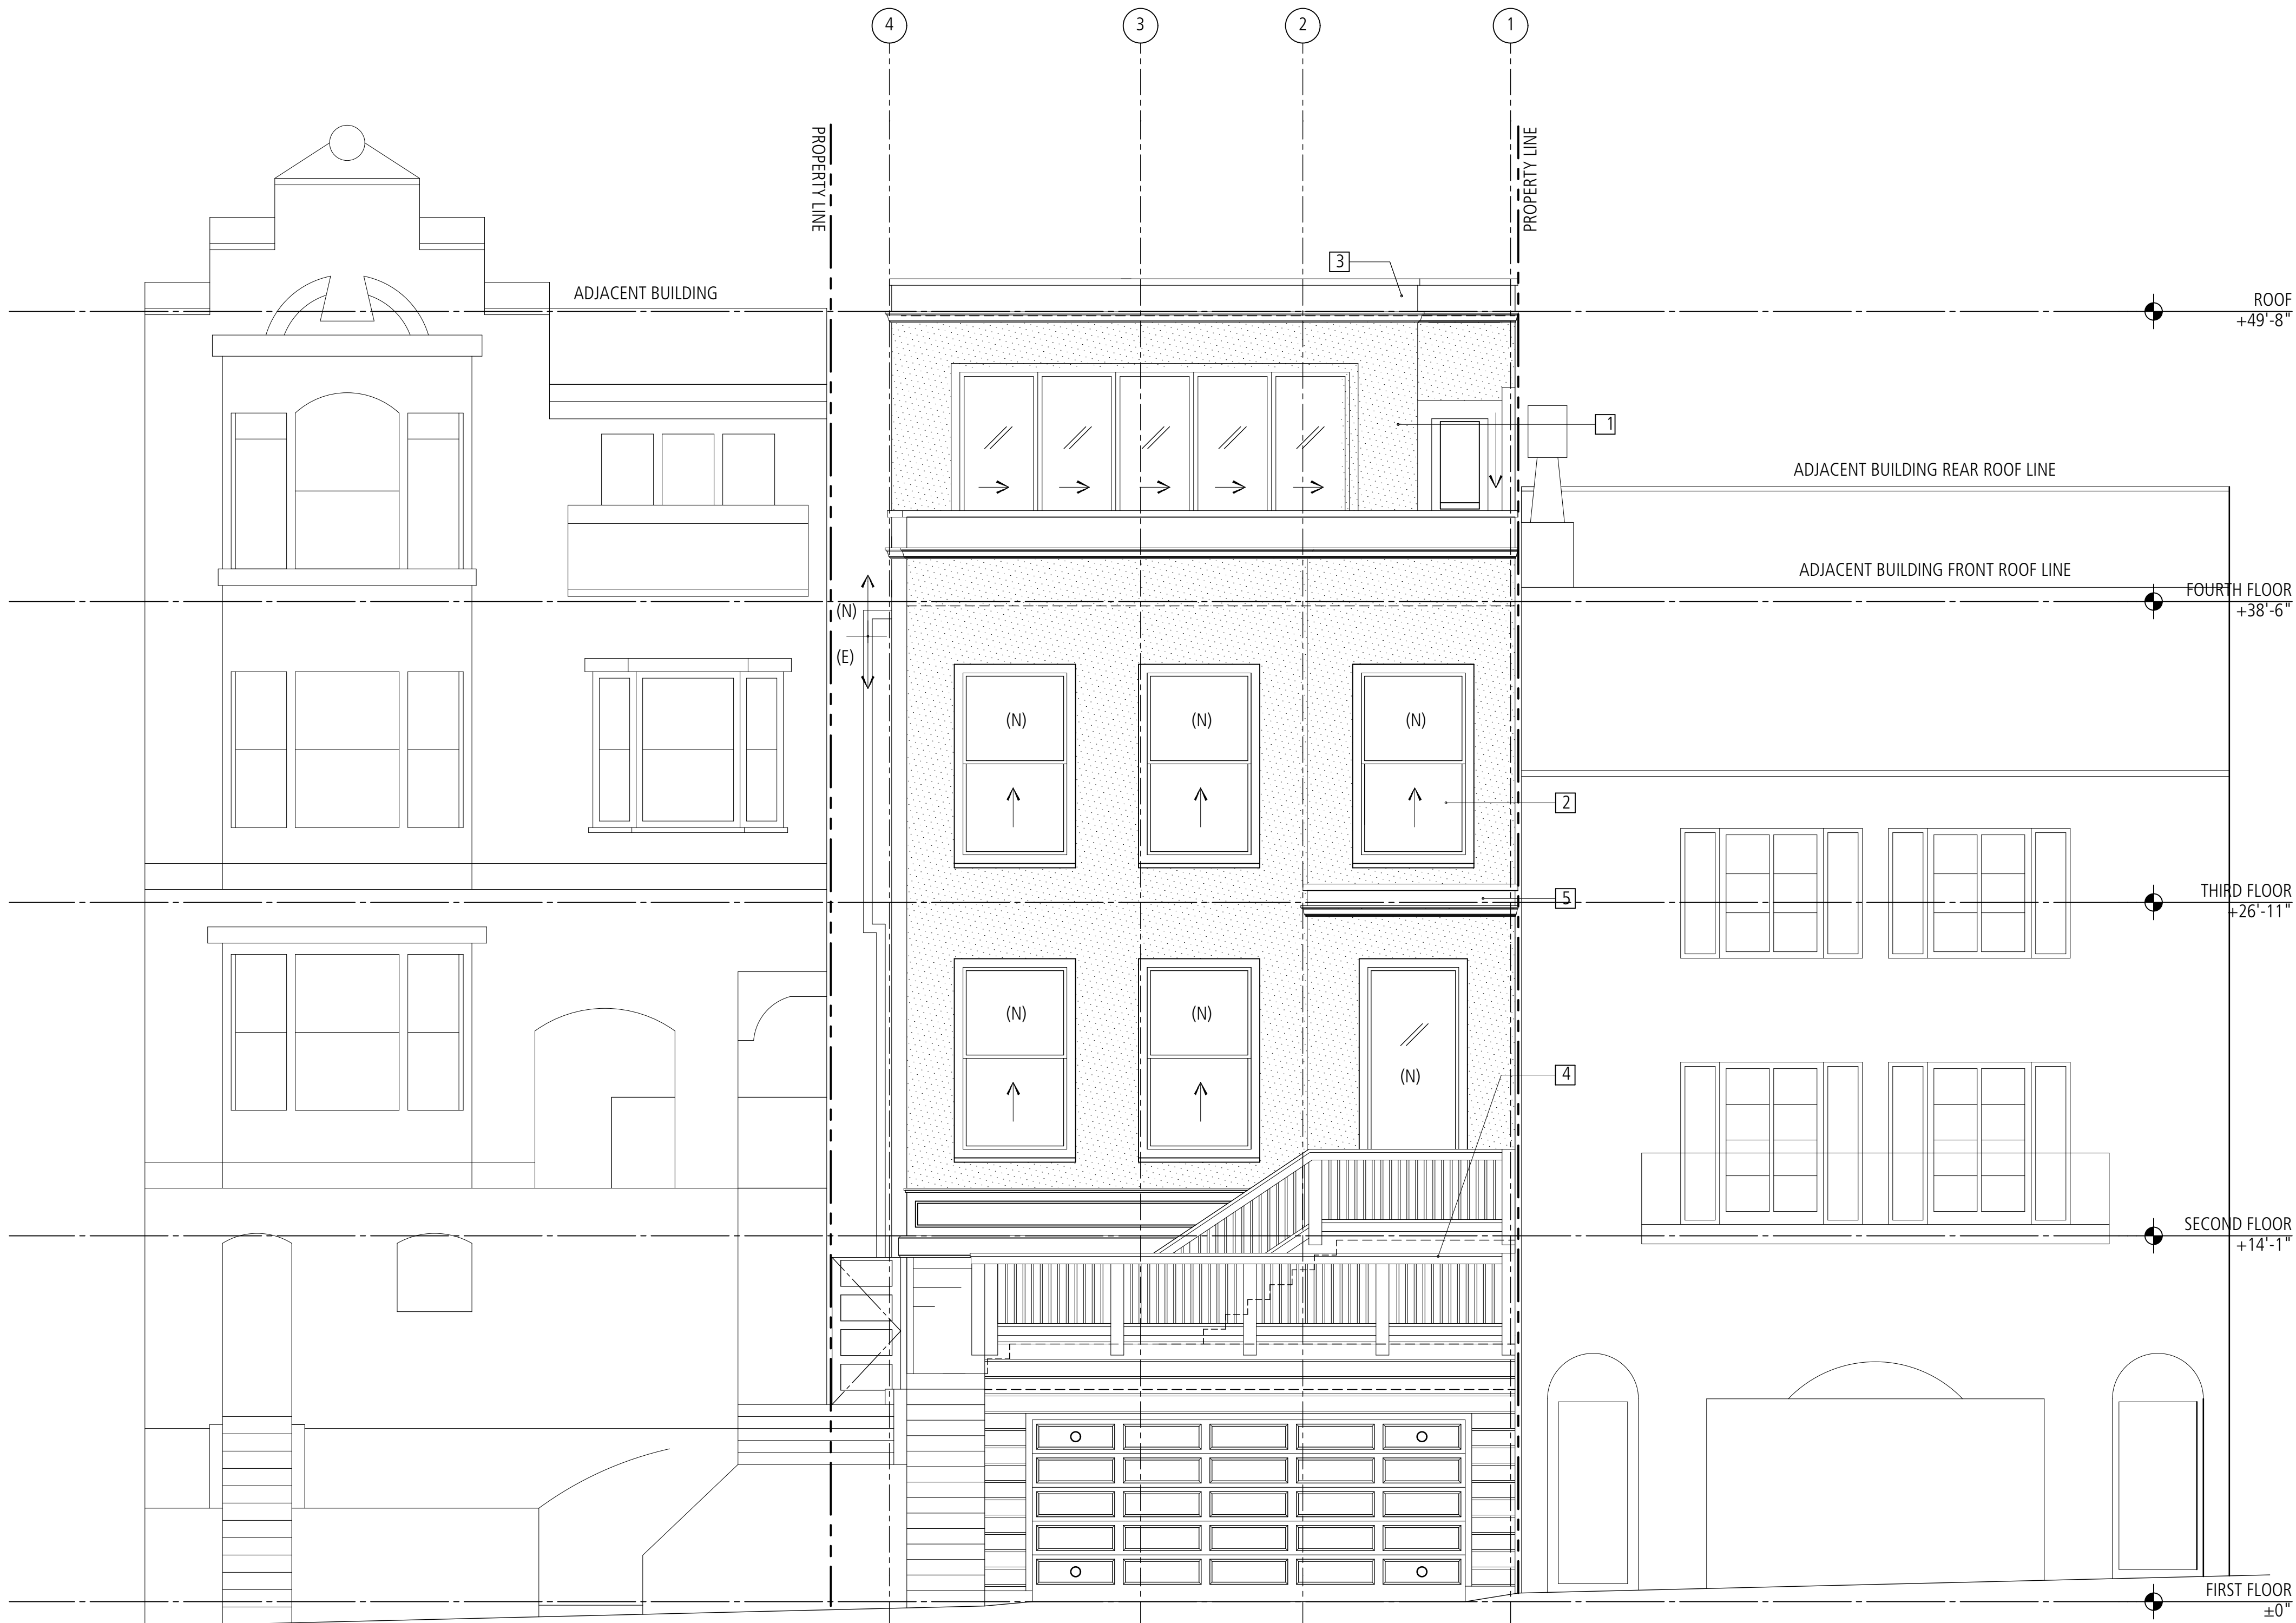 4
3
2
1
PROPERTY LINE
PROPERTY LINE
3
ADJACENT BUILDING
ROOF
+49'-8"
1
ADJACENT BUILDING REAR ROOF LINE
ADJACENT BUILDING FRONT ROOF LINE
FOURTH FLOOR
+38'-6"
(N)
(E)
(N)
(N)
(N)
2
THIRD FLOOR
+26'-11"
5
(N)
(N)
(N)
4
SECOND FLOOR
+14'-1"
FIRST FLOOR
±0"